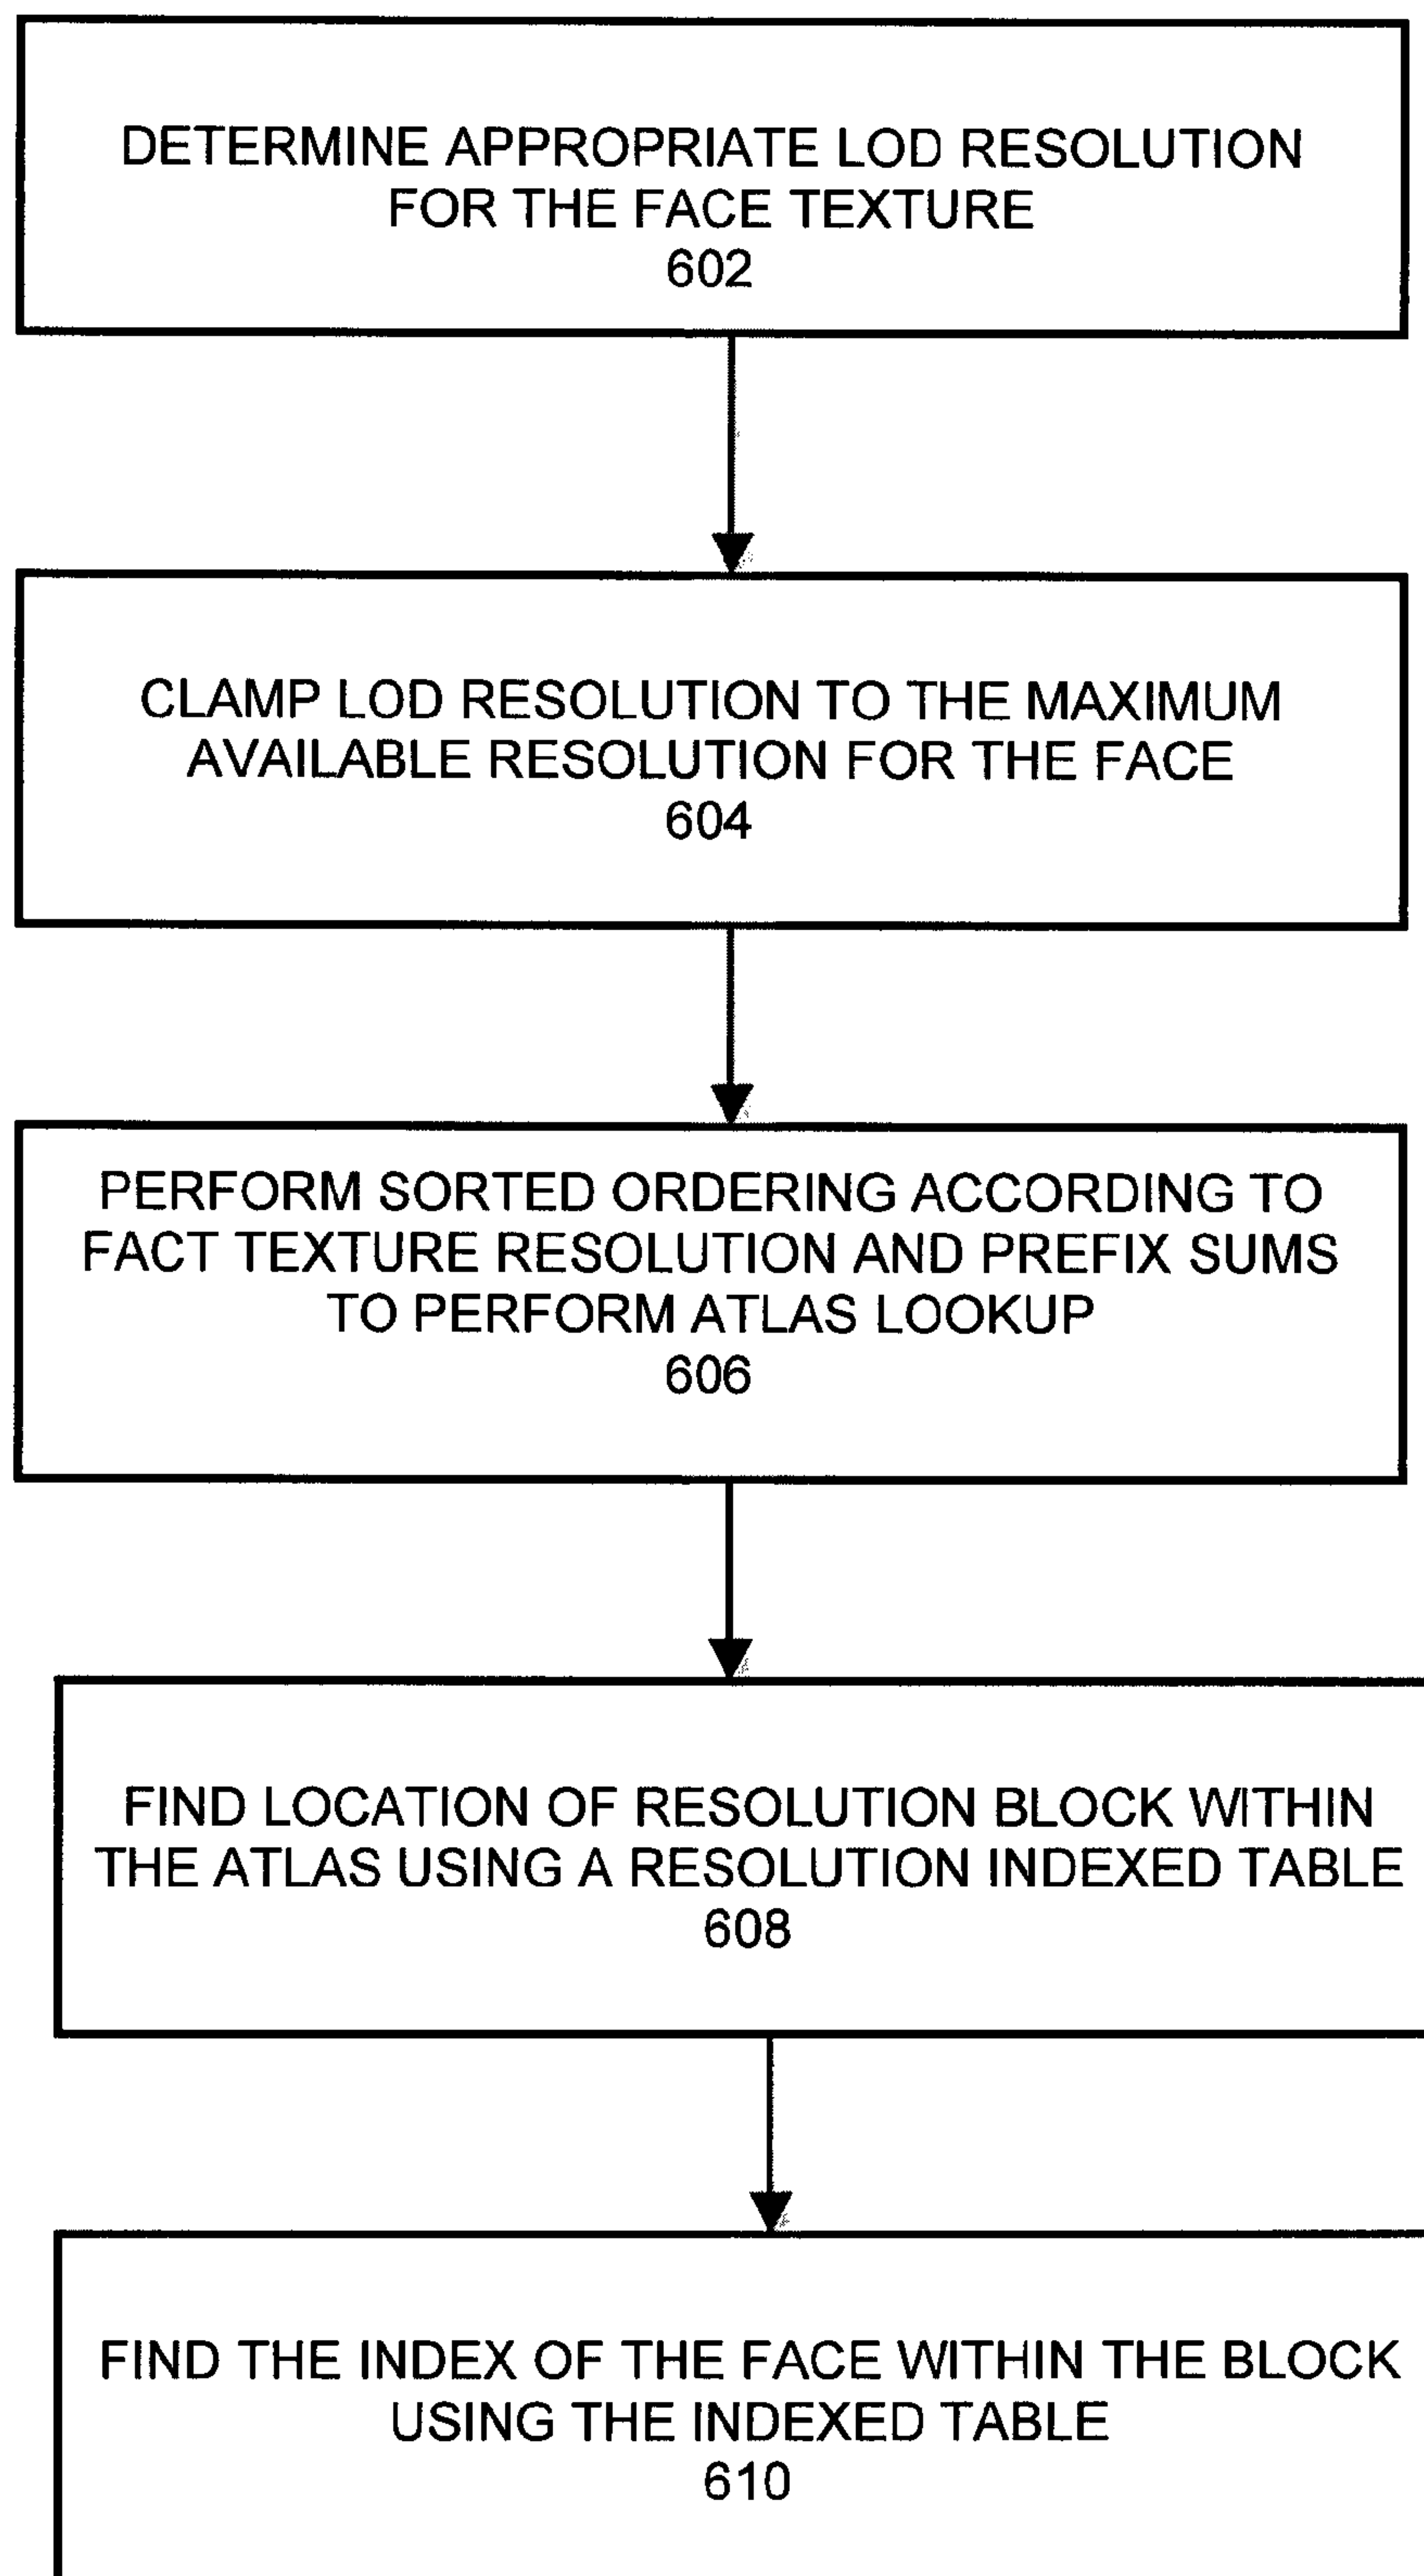 DETERMINE APPROPRIATE LOD RESOLUTION
FOR THE FACE TEXTURE
602
CLAMP LOD RESOLUTION TO THE MAXIMUM
AVAILABLE RESOLUTION FOR THE FACE
604
PERFORM SORTED ORDERING ACCORDING TO
FACT TEXTURE RESOLUTION AND PREFIX SUMS
TO PERFORM ATLAS LOOKUP
606
FIND LOCATION OF RESOLUTION BLOCK WITHIN
THE ATLAS USING A RESOLUTION INDEXED TABLE
608
FIND THE INDEX OF THE FACE WITHIN THE BLOCK
USING THE INDEXED TABLE
610